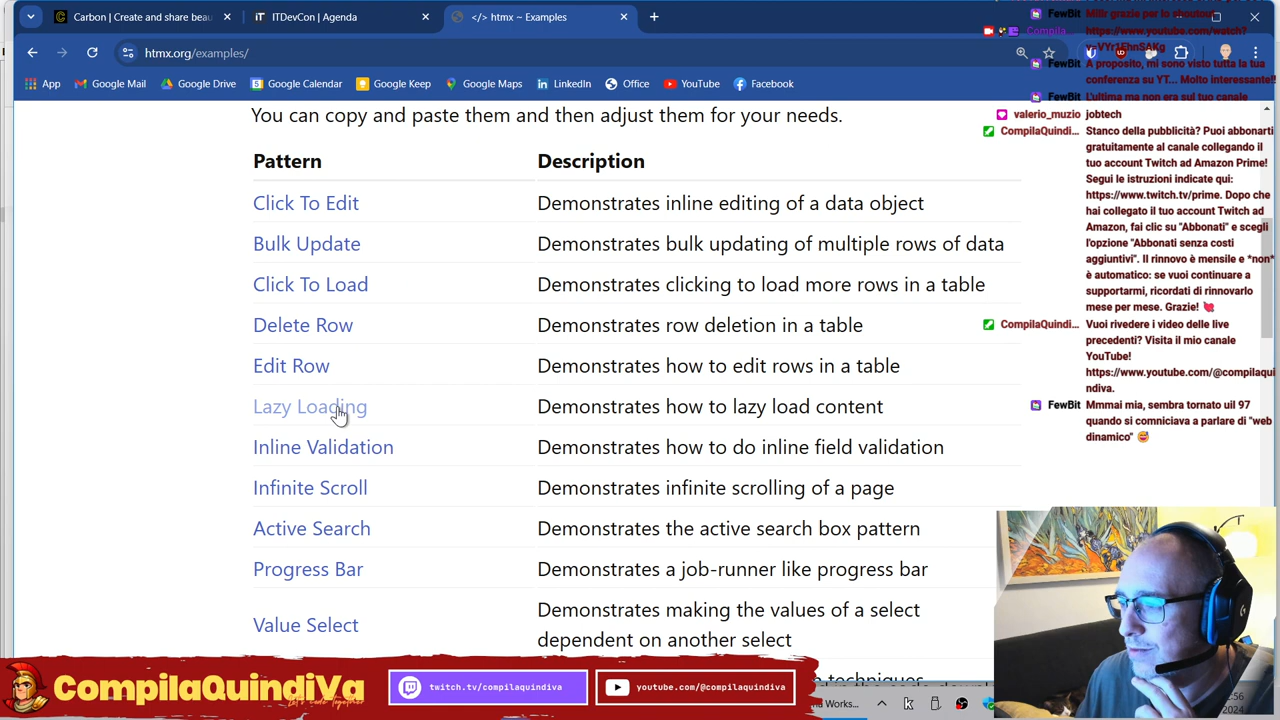 Carbon | Create and share beau
ITDevCon | Agenda
</> htmx ~ Examples
htmx.org/examples/
App
Google Mail
Google Drive
Google Calendar
Google Keep
Google Maps
LinkedIn
Office
YouTube
Facebook
You can copy and paste them and then adjust them for your needs.
Pattern Description
Click To Edit Demonstrates inline editing of a data object
Bulk Update Demonstrates bulk updating of multiple rows of data
Click To Load Demonstrates clicking to load more rows in a table
Delete Row Demonstrates row deletion in a table
Edit Row Demonstrates how to edit rows in a table
Lazy Loading Demonstrates how to lazy load content
Inline Validation Demonstrates how to do inline field validation
Infinite Scroll Demonstrates infinite scrolling of a page
Active Search Demonstrates the active search box pattern
Progress Bar Demonstrates a job-runner like progress bar
Value Select Demonstrates making the values of a select
dependent on another select
FewBit Millr grazie per lo shoutout
https://www.youtube.com/watch?
FewBit A proposito, mi sono visto tutta la tua
conferenza su YT... Molto interessante!!
FewBit L'ultima ma non era sul tuo canale
valerio_muzio jobtech
CompilaQuindi... Stanco della pubblicità? Puoi abbonarti
gratuitamente al canale collegando il
tuo account Twitch ad Amazon Prime!
Segui le istruzioni indicate qui:
https://www.twitch.tv/prime. Dopo che
hai collegato il tuo account Twitch ad
Amazon, fai clic su "Abbonati" e scegli
l'opzione "Abbonati senza costi
aggiuntivi". Il rinnovo è mensile e *non*
è automatico: se vuoi continuare a
supportarmi, ricordati di rinnovarlo
mese per mese. Grazie!
CompilaQuindi... Vuoi rivedere i video delle live
precedenti? Visita il mio canale
YouTube!
https://www.youtube.com/@compilaqui
ndiva.
FewBit Mmmai mia, sembra tornato uil 97
quando si comniciava a parlare di "web
dinamico"
CompilaQuindiVa
Let's code together
twitch.tv/compilaquindiva
youtube.com/@compilaquindiva
techniques
Works...
:56
2024